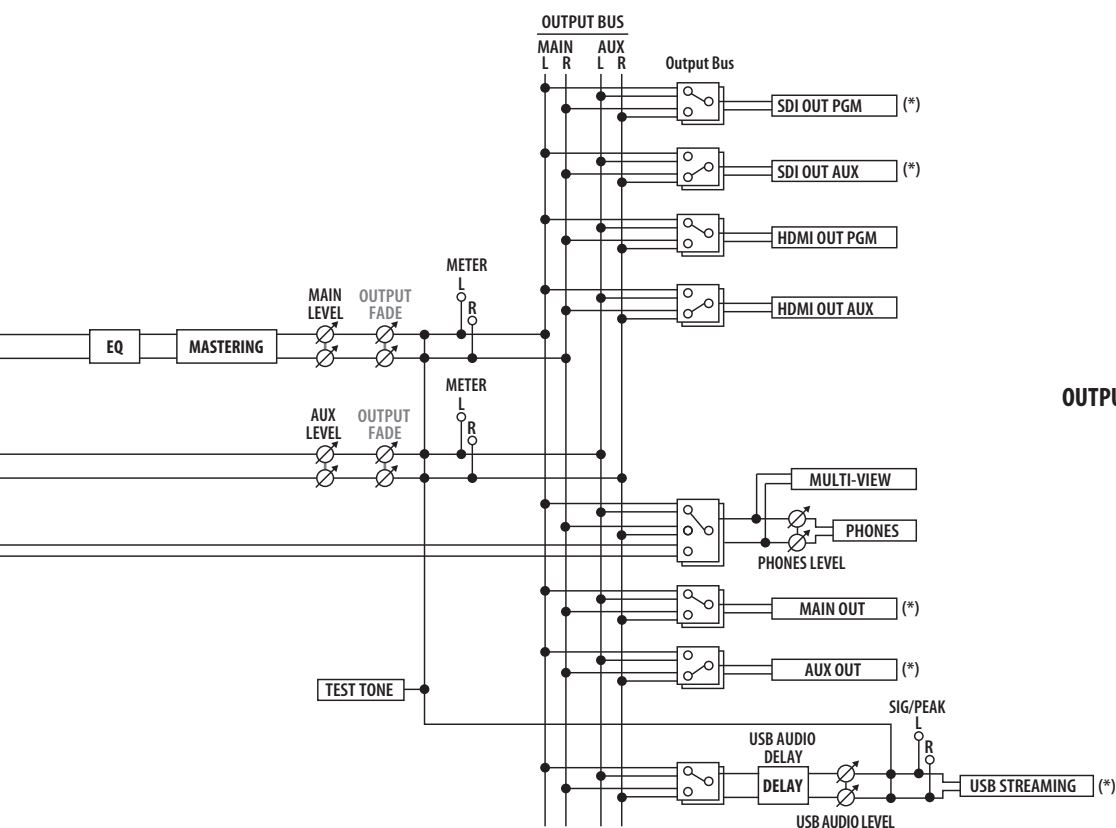 OUTPUT BUS
MAIN AUX
L R L R
Output Bus
SDI OUT PGM (*)
SDI OUT AUX (*)
HDMI OUT PGM
METER
L
R
MAIN
LEVEL
OUTPUT
FADE
HDMI OUT AUX
EQ
MASTERING
METER
L
R
AUX
LEVEL
OUTPUT
FADE
OUTPU
MULTI-VIEW
PHONES
PHONES LEVEL
MAIN OUT (*)
AUX OUT (*)
TEST TONE
SIG/PEAK
L
R
USB AUDIO
DELAY
DELAY
USB STREAMING (*)
USB AUDIO LEVEL